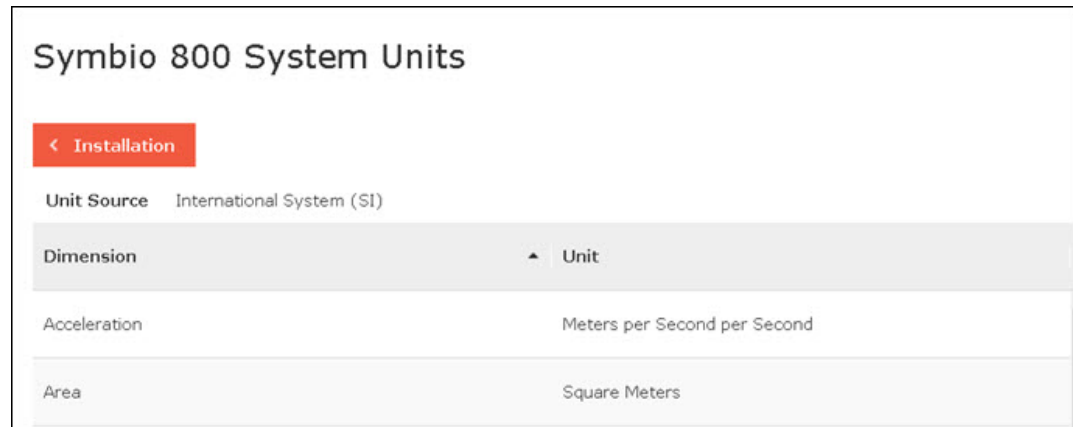 Symbio 800 System Units
< Installation
Unit Source International System (SI)
Dimension Unit
Acceleration Meters per Second per Second
Area Square Meters